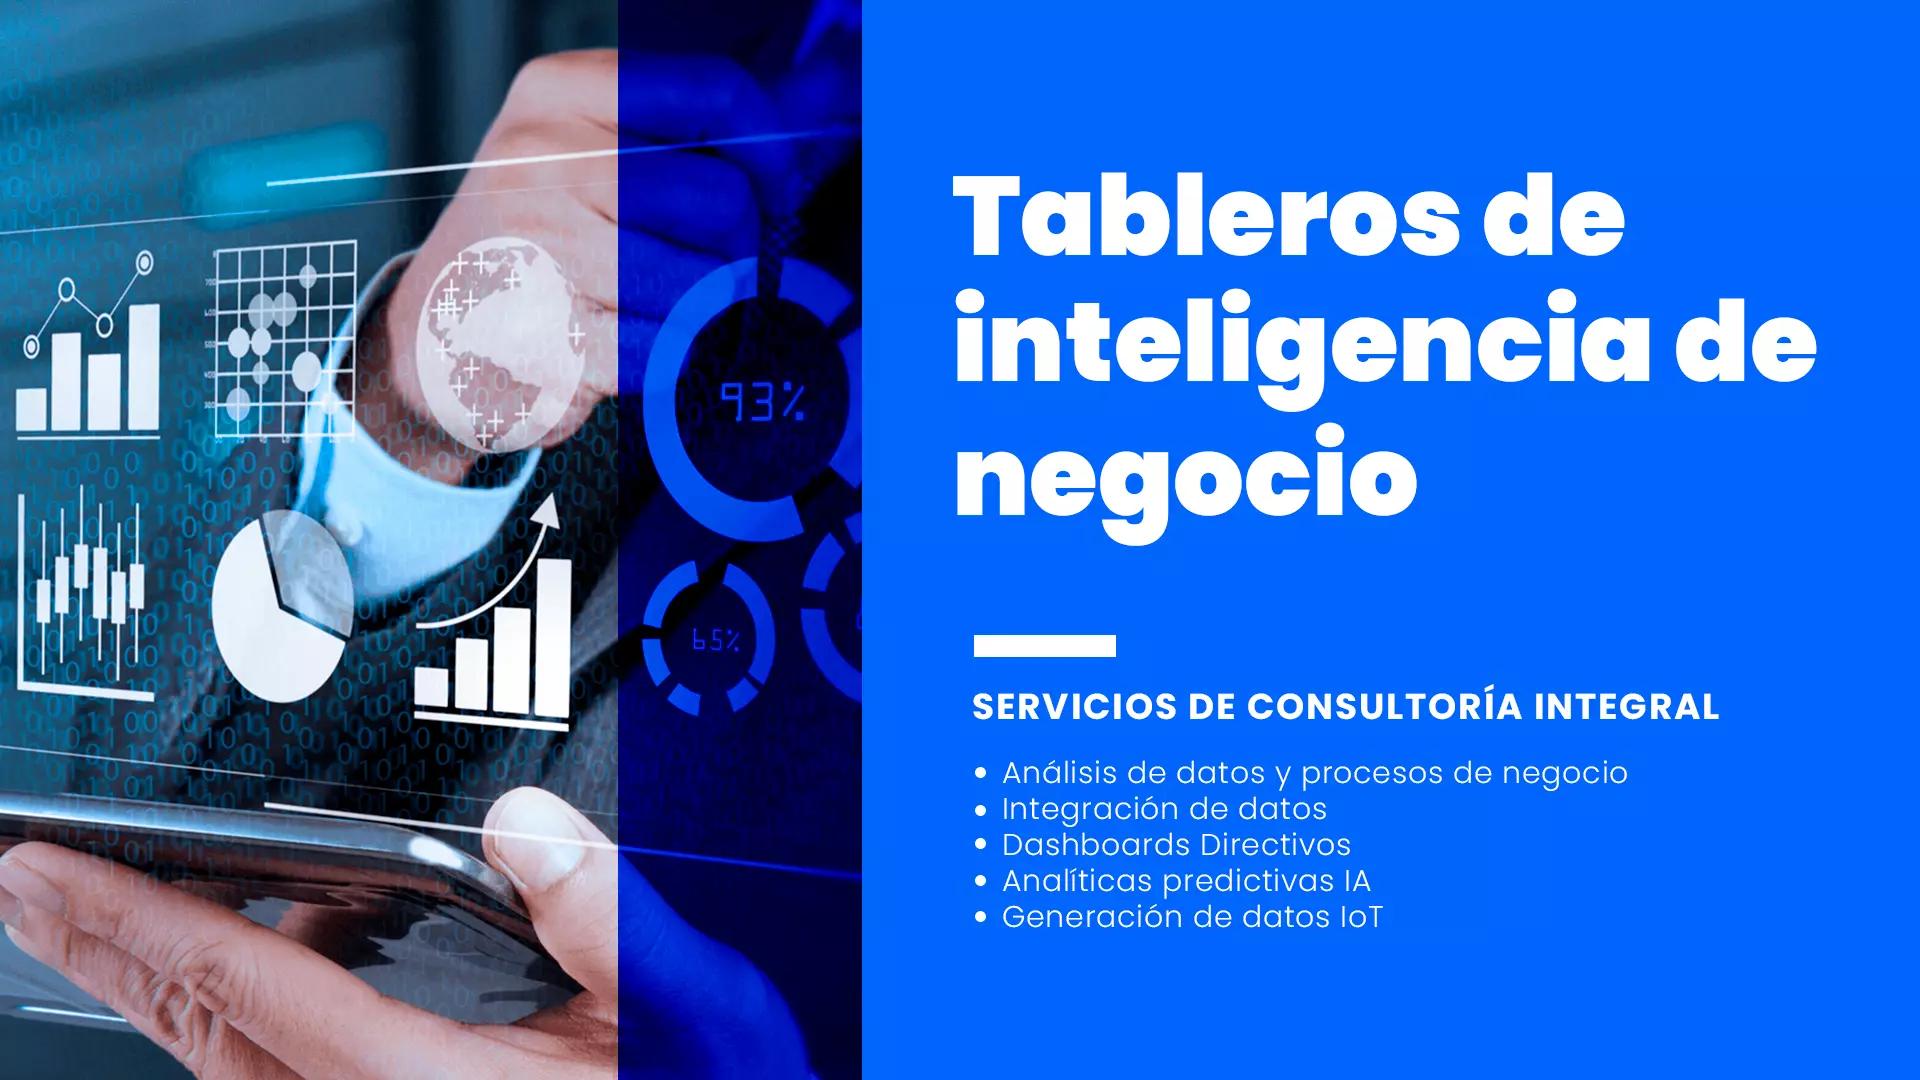 Tableros de
inteligencia de
negocio
SERVICIOS DE CONSULTORÍA INTEGRAL
Análisis de datos y procesos de negocio
Integración de datos
Dashboards Directivos
Analíticas predictivas IA
Generación de datos IoT
93%
65%